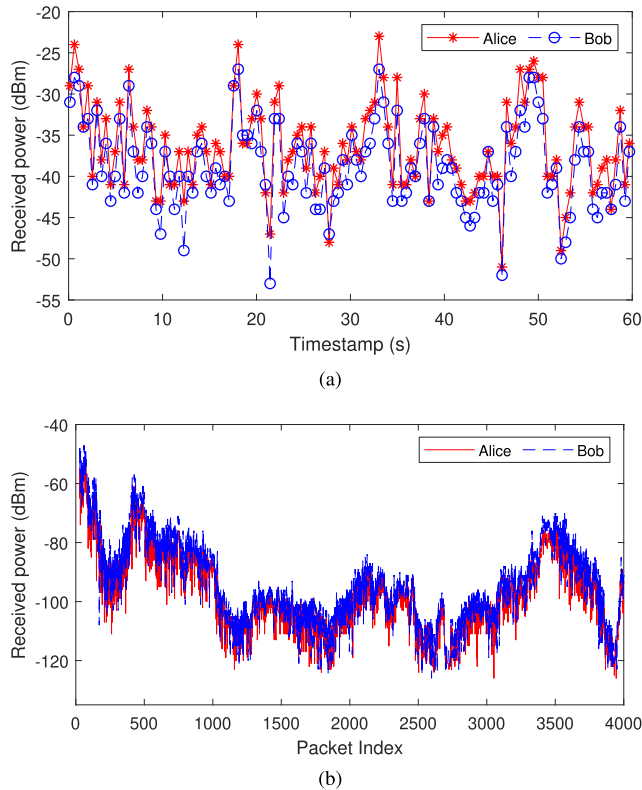 -20
-25
-30
-35
-40
-45
-50
-55
Received power (dBm)
Alice Bob
0 10 20 30 40 50 60
Timestamp (s)
(a)
-40
-60
-80
-100
-120
Received power (dBm)
Alice Bob
0 500 1000 1500 2000 2500 3000 3500 4000
Packet Index
(b)